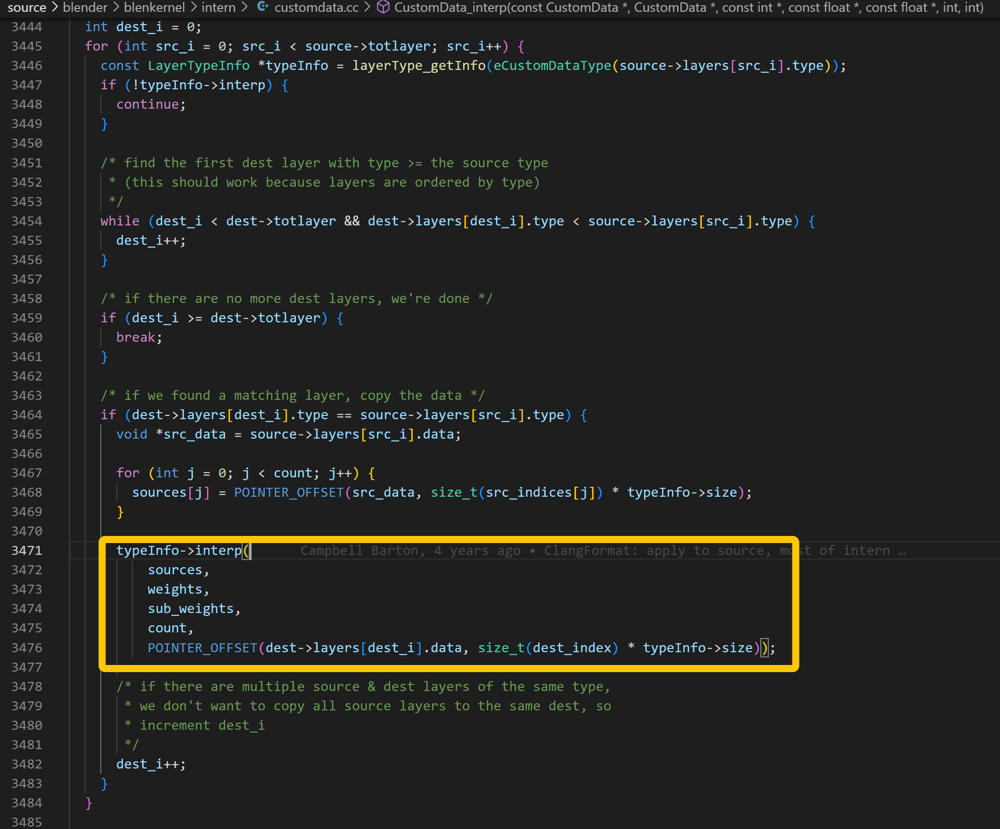 source > blender > blenkernel > intern > customdata.cc > CustomData_interp(const CustomData *, CustomData *, const int *, const float *, const float *, int, int)
3444 int dest_i = 0;
3445 for (int src_i = 0; src_i < source->totlayer; src_i++) {
3446 const LayerTypeInfo *typeInfo = layerType_getInfo(eCustomDataType(source->layers[src_i].type));
3447 if (!typeInfo->interp) {
3448 continue;
3449 }
3450
3451 /* find the first dest layer with type >= the source type
3452 * (this should work because layers are ordered by type)
3453 */
3454 while (dest_i < dest->totlayer && dest->layers[dest_i].type < source->layers[src_i].type) {
3455 dest_i++;
3456 }
3457
3458 /* if there are no more dest layers, we're done */
3459 if (dest_i >= dest->totlayer) {
3460 break;
3461 }
3462
3463 /* if we found a matching layer, copy the data */
3464 if (dest->layers[dest_i].type == source->layers[src_i].type) {
3465 void *src_data = source->layers[src_i].data;
3466
3467 for (int j = 0; j < count; j++) {
3468 sources[j] = POINTER_OFFSET(src_data, size_t(src_indices[j]) * typeInfo->size);
3469 }
3470
3471 typeInfo->interp( Campbell Barton, 4 years ago • ClangFormat: apply to source, most of intern …
3472 sources,
3473 weights,
3474 sub_weights,
3475 count,
3476 POINTER_OFFSET(dest->layers[dest_i].data, size_t(dest_index) * typeInfo->size));
3477
3478 /* if there are multiple source & dest layers of the same type,
3479 * we don't want to copy all source layers to the same dest, so
3480 * increment dest_i
3481 */
3482 dest_i++;
3483 }
3484 }
3485